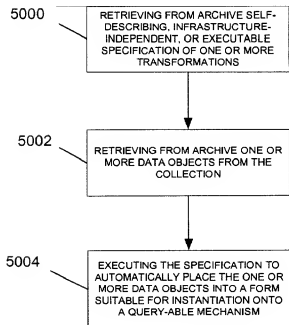 5000
RETRIEVING FROM ARCHIVE SELF-
DESCRIBING, INFRASTRUCTURE-
INDEPENDENT, OR EXECUTABLE
SPECIFICATION OF ONE OR MORE
TRANSFORMATIONS
5002
RETRIEVING FROM ARCHIVE ONE OR
MORE DATA OBJECTS FROM THE
COLLECTION
5004
EXECUTING THE SPECIFICATION TO
AUTOMATICALLY PLACE THE ONE OR
MORE DATA OBJECTS INTO A FORM
SUITABLE FOR INSTANTIATION ONTO
A QUERY-ABLE MECHANISM